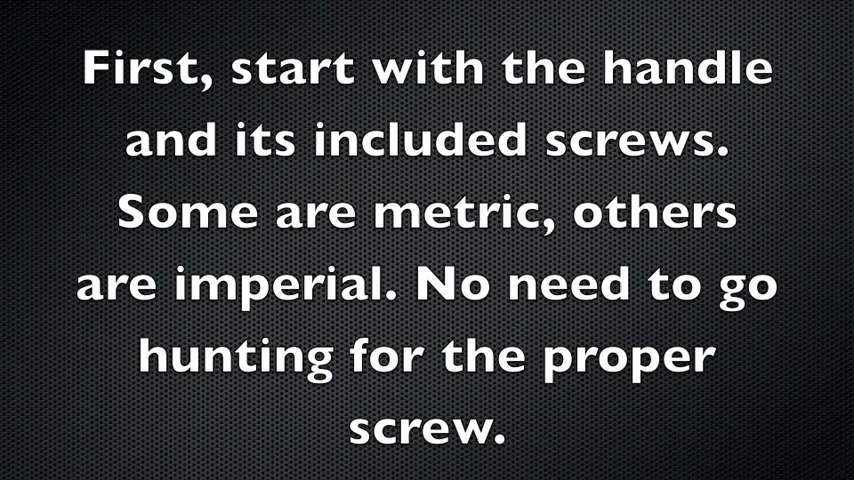 First, start with the handle
and its included screws.
Some are metric, others
are imperial. No need to go
hunting for the proper
screw.